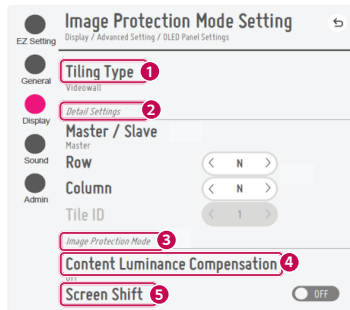 Image Protection Mode Setting
Display / Advanced Setting / OLED Panel Settings
EZ Setting
General
Display
Sound
Admin
Tiling Type 1
Videowall
Detail Settings 2
Master / Slave
Master
Row < N >
Column < N >
Tile ID < 1 >
Image Protection Mode 3
Content Luminance Compensation 4
Off
Screen Shift 5 OFF